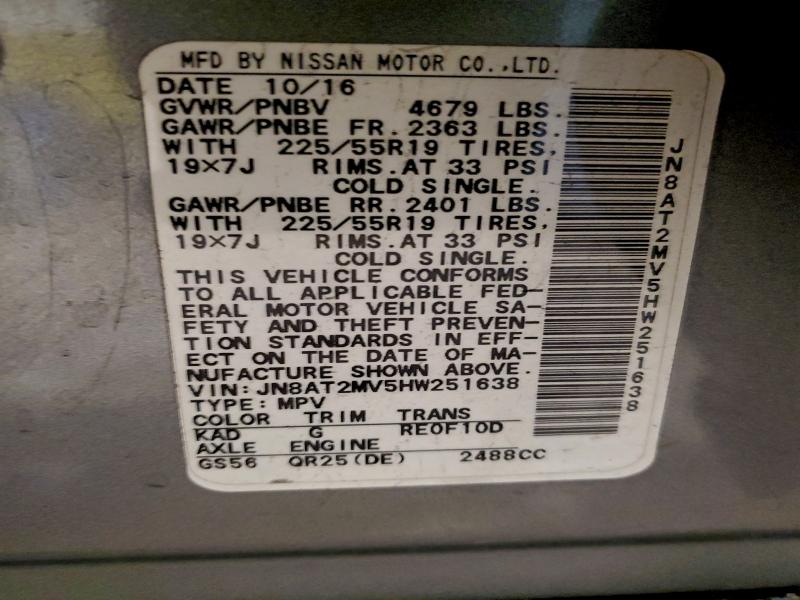 MFD BY NISSAN MOTOR CO.,LTD.
DATE 10/16
GVWR/PNBV 4679 LBS.
GAWR/PNBE FR. 2363 LBS.
WITH 225/55R19 TIRES,
19×7J RIMS. AT 33 PSI
COLD SINGLE.
GAWR/PNBE RR. 2401 LBS.
WITH 225/55R19 TIRES,
19×7J RIMS. AT 33 PSI
COLD SINGLE.
THIS VEHICLE CONFORMS
TO ALL APPLICABLE FED-
ERAL MOTOR VEHICLE SA-
FETY AND THEFT PREVEN-
TION STANDARDS IN EFF-
ECT ON THE DATE OF MA-
NUFACTURE SHOWN ABOVE.
VIN: JN8AT2MV5HW251638
TYPE: MPV
COLOR TRIM TRANS
KAD G RE0F10D
AXLE ENGINE
GS56 QR25(DE) 2488CC
JN8AT2MV5HW251638